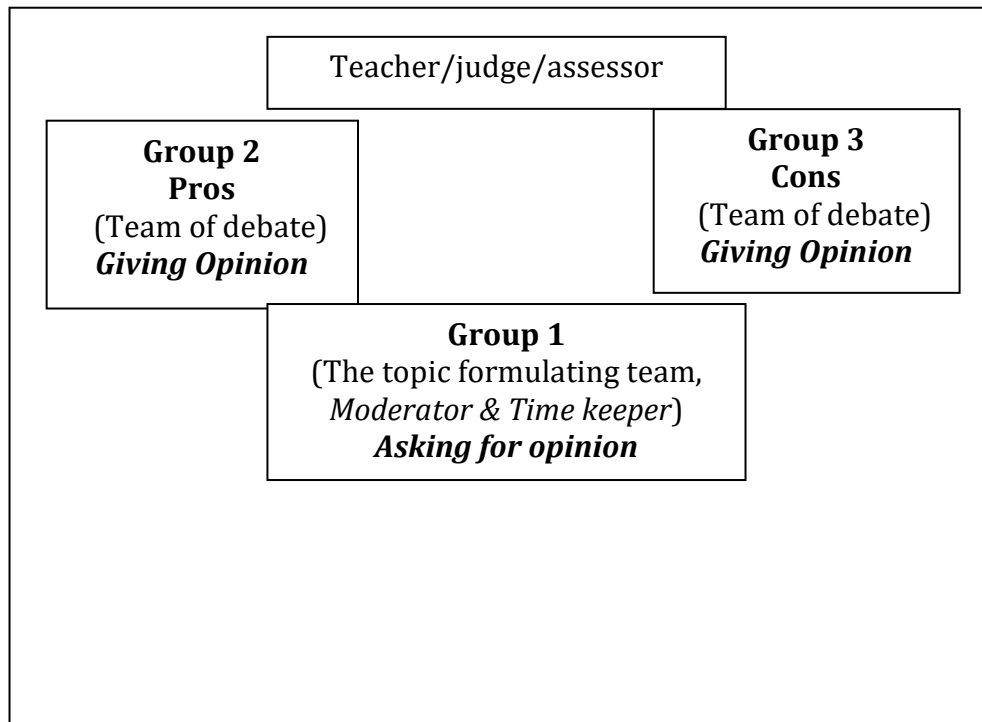 Teacher/judge/assessor
Group 2
Pros
(Team of debate)
Giving Opinion
Group 3
Cons
(Team of debate)
Giving Opinion
Group 1
(The topic formulating team,
Moderator & Time keeper)
Asking for opinion